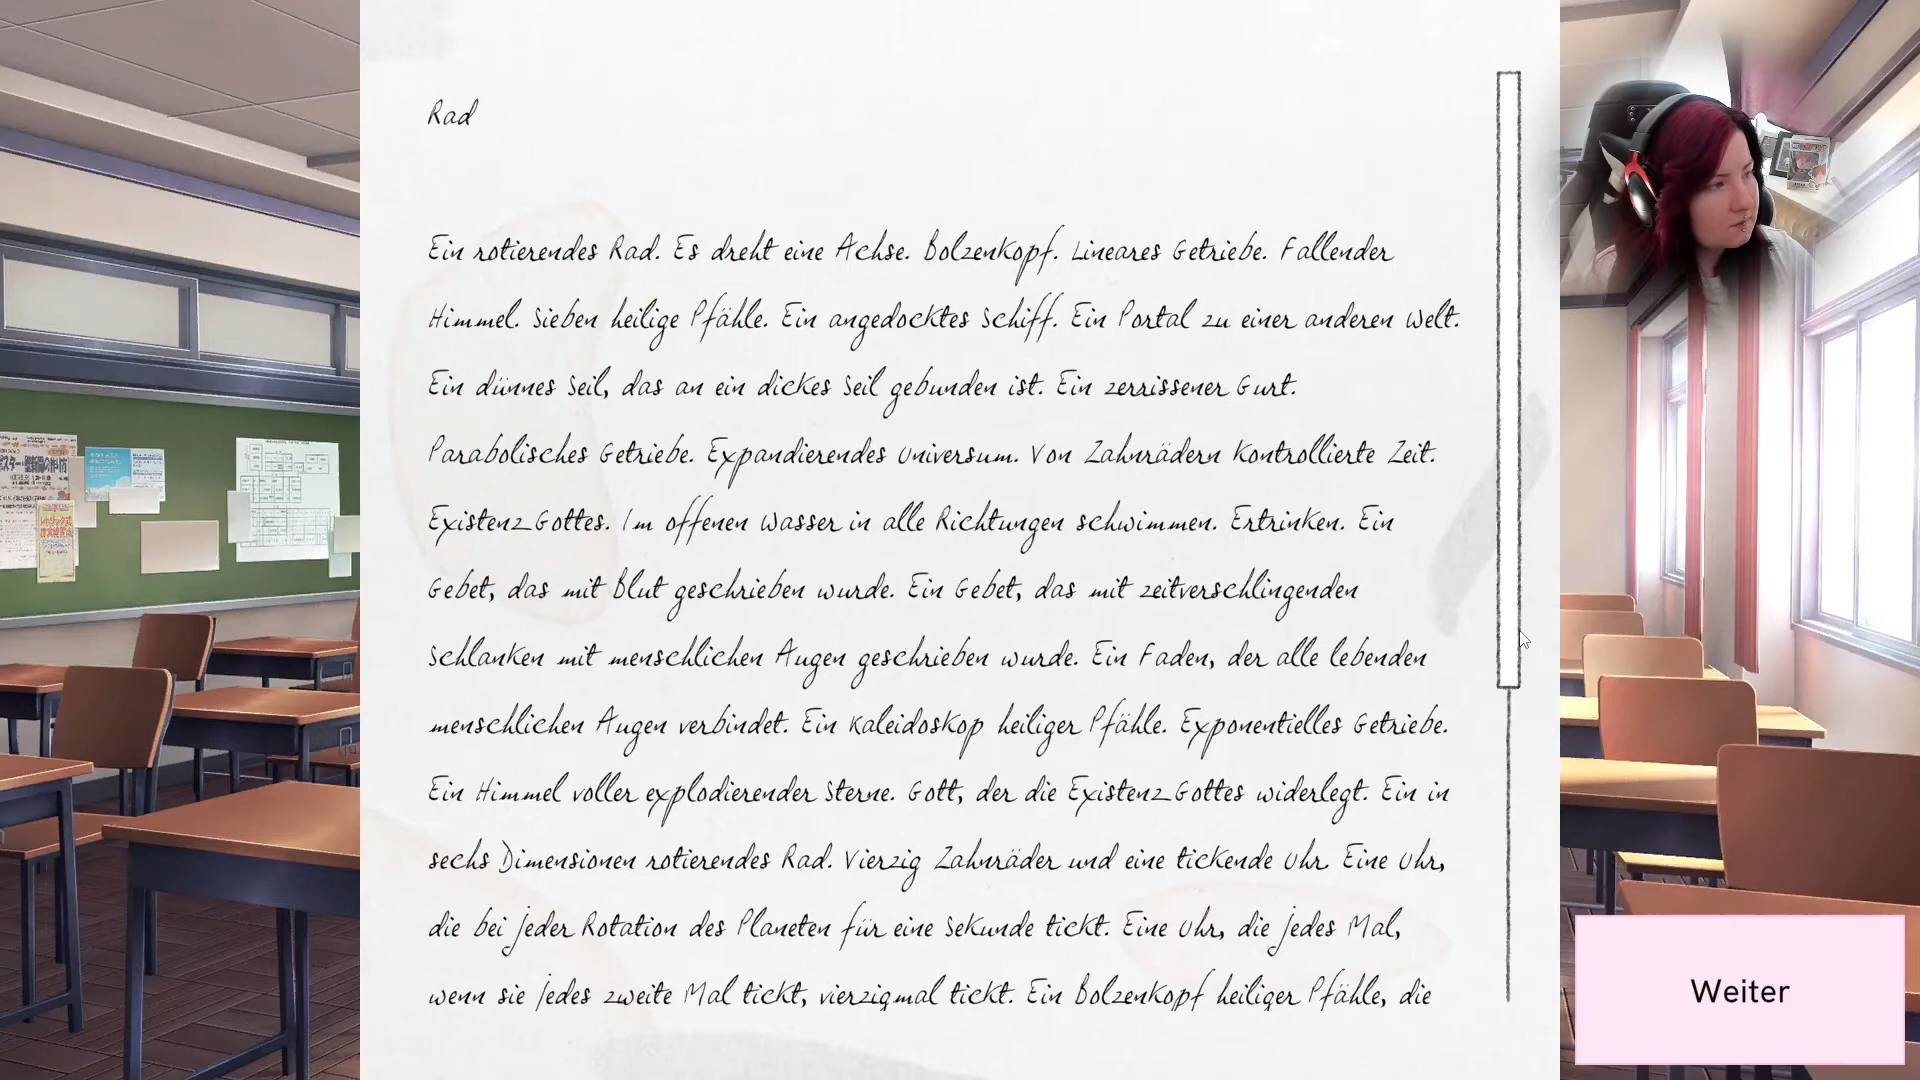 Rad
Ein rotierendes Rad. Es dreht eine Achse. Bolzenkopf. Lineares Getriebe. Fallender
Himmel. Sieben heilige Pfähle. Ein angedocktes Schiff. Ein Portal zu einer anderen Welt.
Ein dünnes Seil, das an ein dickes Seil gebunden ist. Ein zerrissener Gurt.
Parabolisches Getriebe. Expandierendes Universum. Von Zahnrädern kontrollierte Zeit.
Existenz Gottes. Im offenen Wasser in alle Richtungen schwimmen. Ertrinken. Ein
Gebet, das mit Blut geschrieben wurde. Ein Gebet, das mit zeitverschlingenden
Schlanken mit menschlichen Augen geschrieben wurde. Ein Faden, der alle lebenden
menschlichen Augen verbindet. Ein Kaleidoskop heiliger Pfähle. Exponentielles Getriebe.
Ein Himmel voller explodierender Sterne. Gott, der die Existenz Gottes widerlegt. Ein in
sechs Dimensionen rotierendes Rad. Vierzig Zahnräder und eine tickende Uhr. Eine Uhr,
die bei jeder Rotation des Planeten für eine Sekunde tickt. Eine Uhr, die jedes Mal,
wenn sie jedes zweite Mal tickt, vierzigmal tickt. Ein Bolzenkopf heiliger Pfähle, die
Weiter